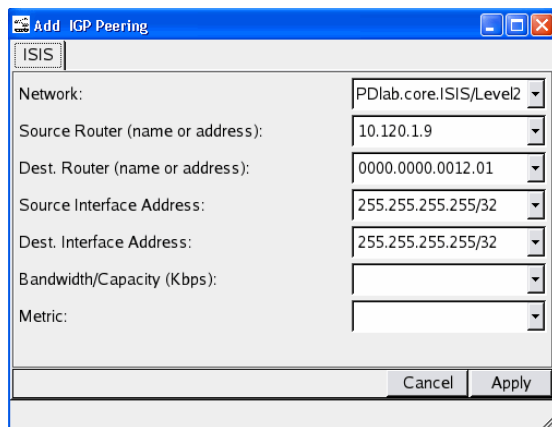 Add IGP Peering
ISIS
Network: PDlab.core.ISIS/Level2
Source Router (name or address): 10.120.1.9
Dest. Router (name or address): 0000.0000.0012.01
Source Interface Address: 255.255.255.255/32
Dest. Interface Address: 255.255.255.255/32
Bandwidth/Capacity (Kbps):
Metric:
Cancel Apply